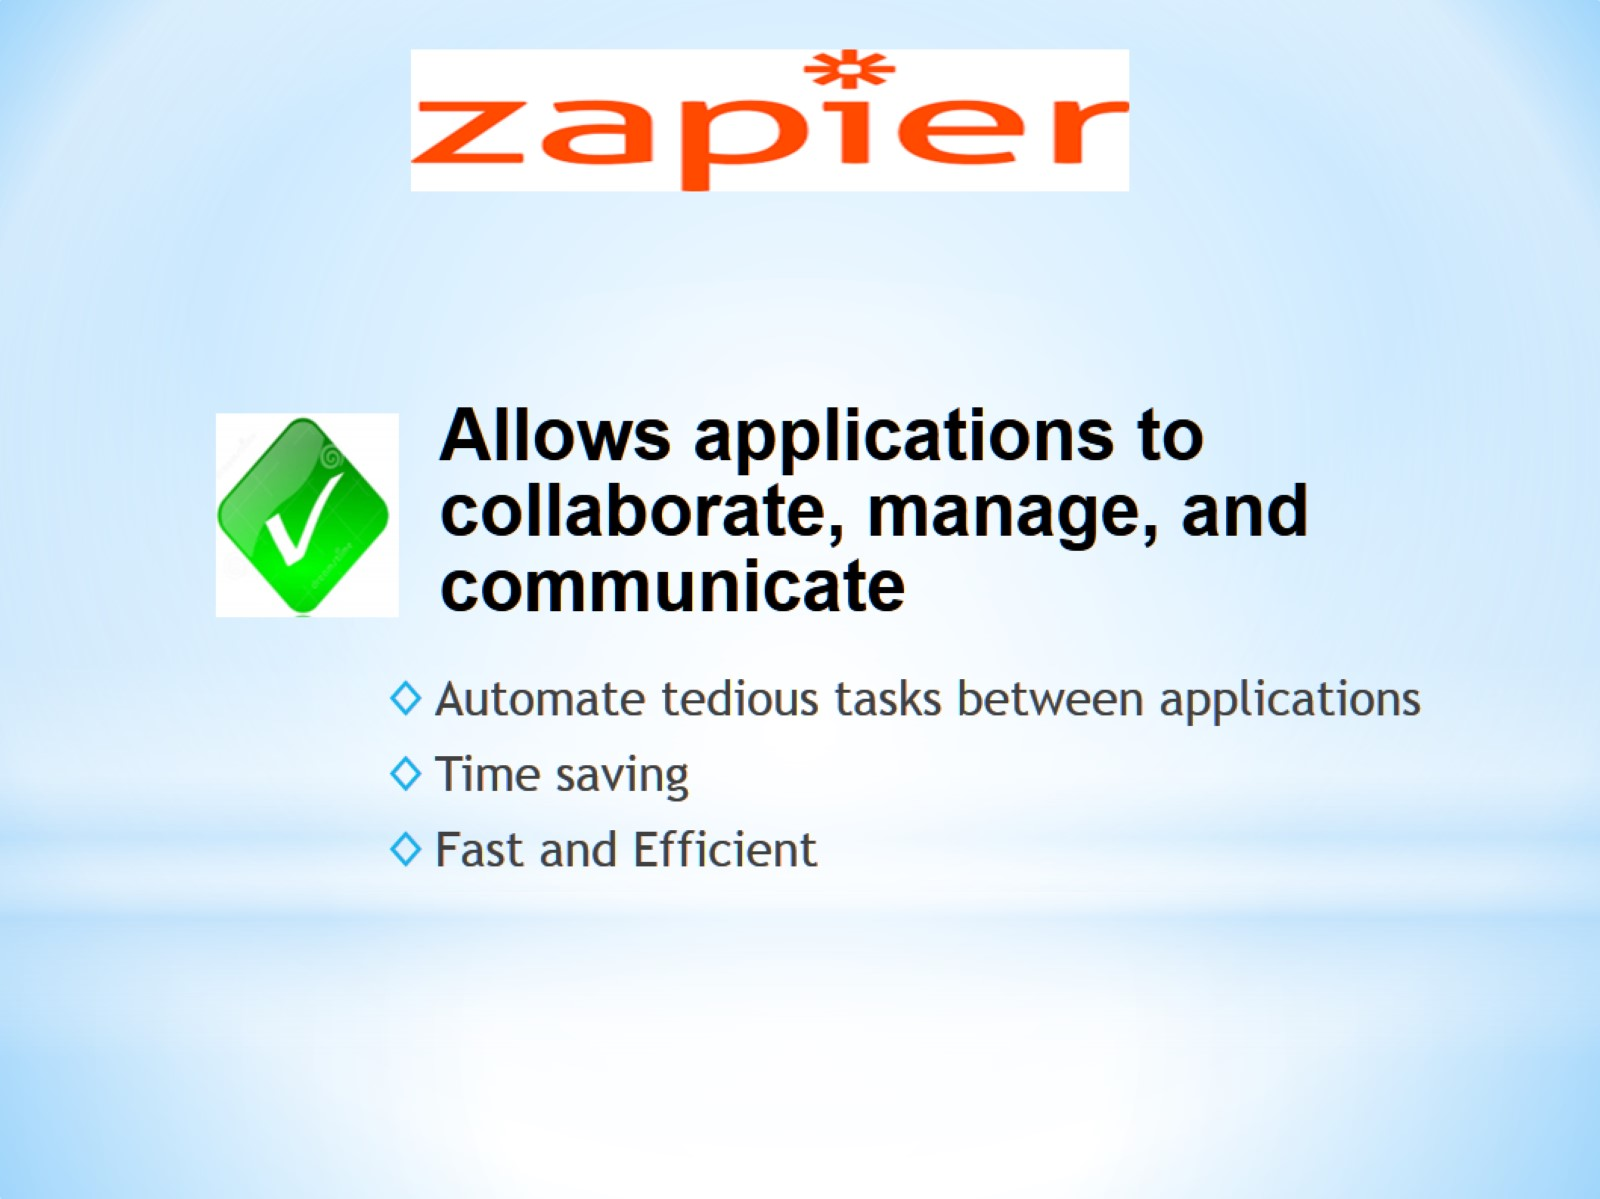 zapier
Allows applications to
collaborate, manage, and
communicate
Automate tedious tasks between applications
Time saving
Fast and Efficient